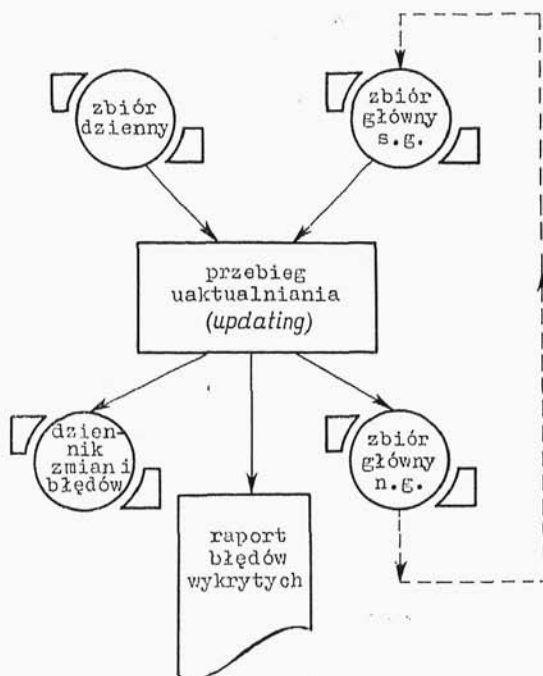 zbiór
dzienny
zbiór
główny
s.g.
przebieg
uaktualniania
(updating)
dzien-
nik
zmian i
błędów
zbiór
główny
n.g.
raport
błędów
wykrytych